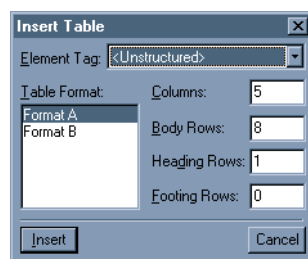 Insert Table
Element Tag: <Unstructured>
Table Format:
Format A
Format B
Columns: 5
Body Rows: 8
Heading Rows: 1
Footing Rows: 0
Insert
Cancel